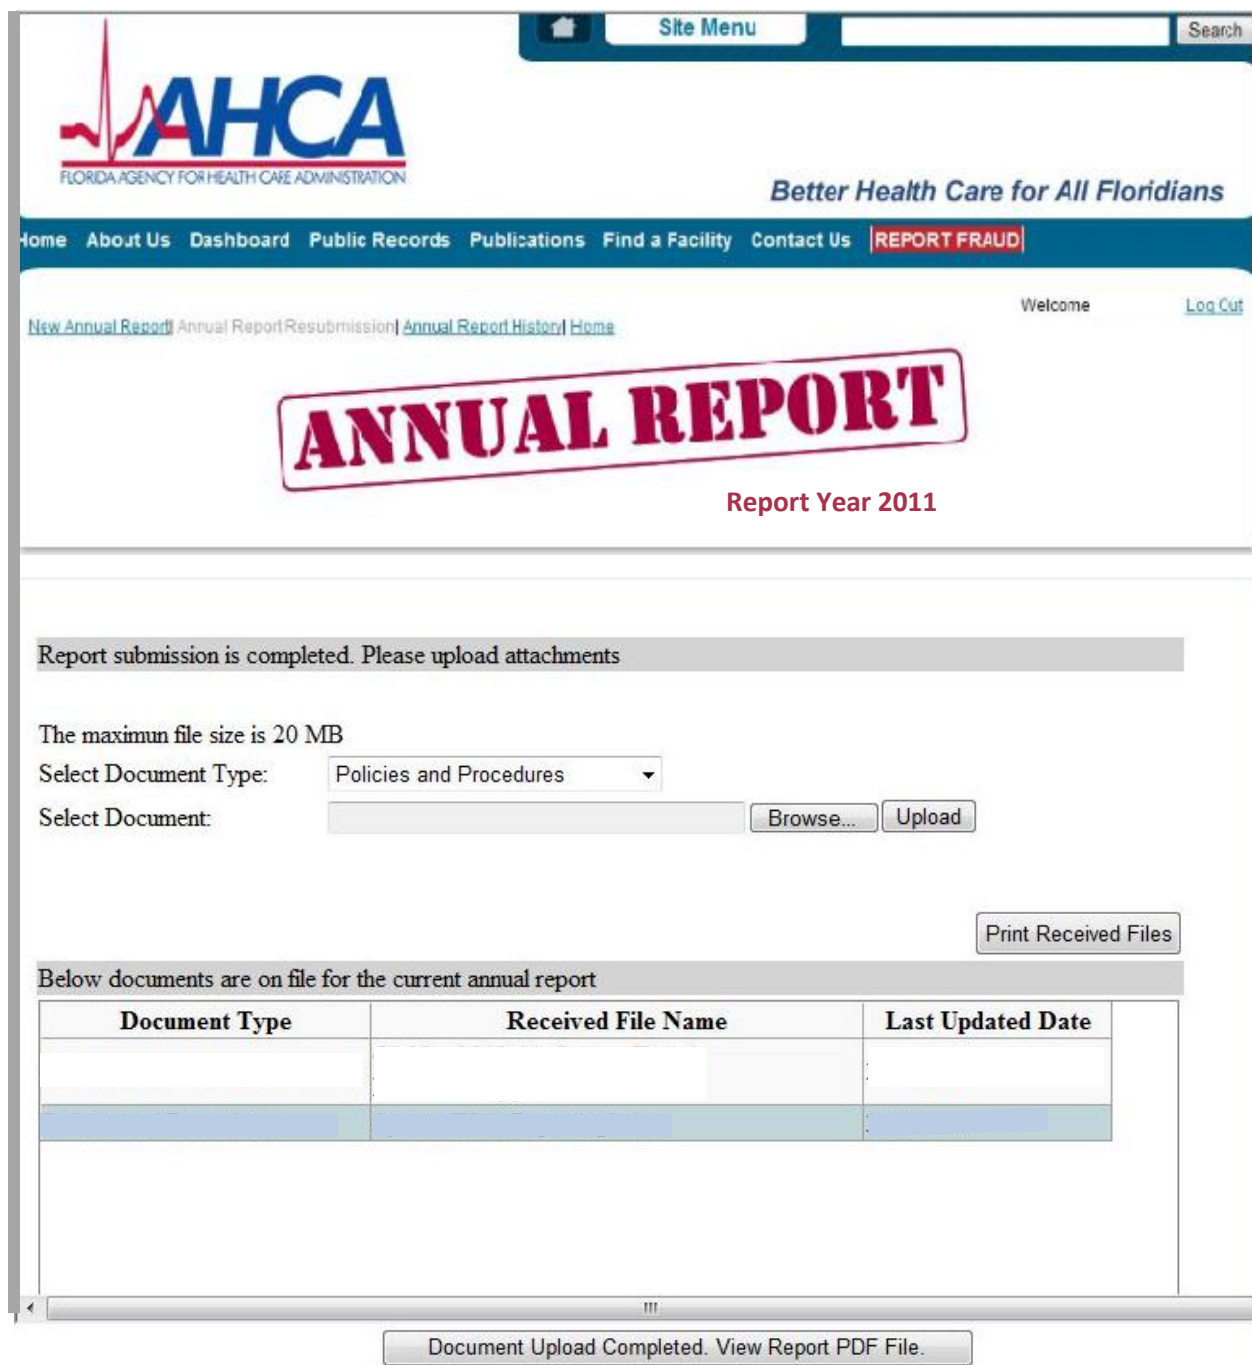 Site Menu
Search
AHCA
FLORIDA AGENCY FOR HEALTH CARE ADMINISTRATION
Better Health Care for All Floridians
Home About Us Dashboard Public Records Publications Find a Facility Contact Us REPORT FRAUD
Welcome Log Out
New Annual Report| Annual Report Resubmission| Annual Report History| Home
ANNUAL REPORT
Report Year 2011
Report submission is completed. Please upload attachments
The maximun file size is 20 MB
Select Document Type: Policies and Procedures
Select Document: Browse... Upload
Print Received Files
Below documents are on file for the current annual report
Document Type Received File Name Last Updated Date
Document Upload Completed. View Report PDF File.